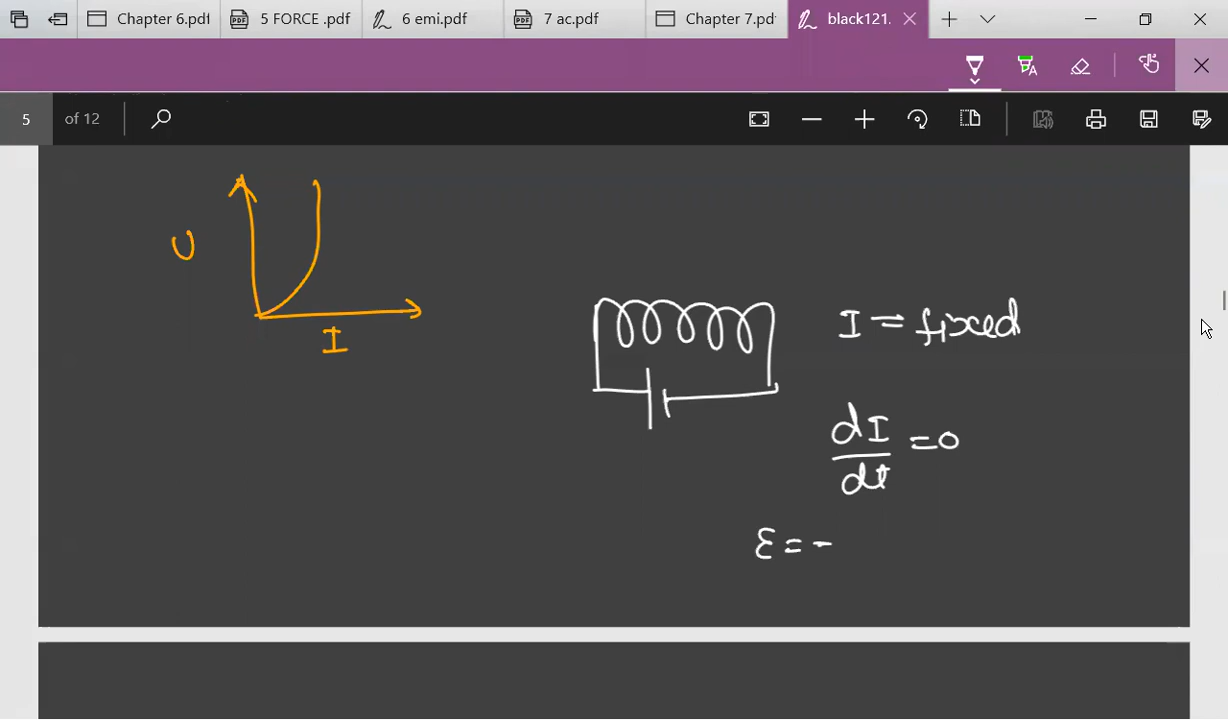 Chapter 6.pdf 5 FORCE .pdf 6 emi.pdf 7 ac.pdf Chapter 7.pd black121.
5 of 12
U
I
I = fixed
dI
dt
=0
ε = -